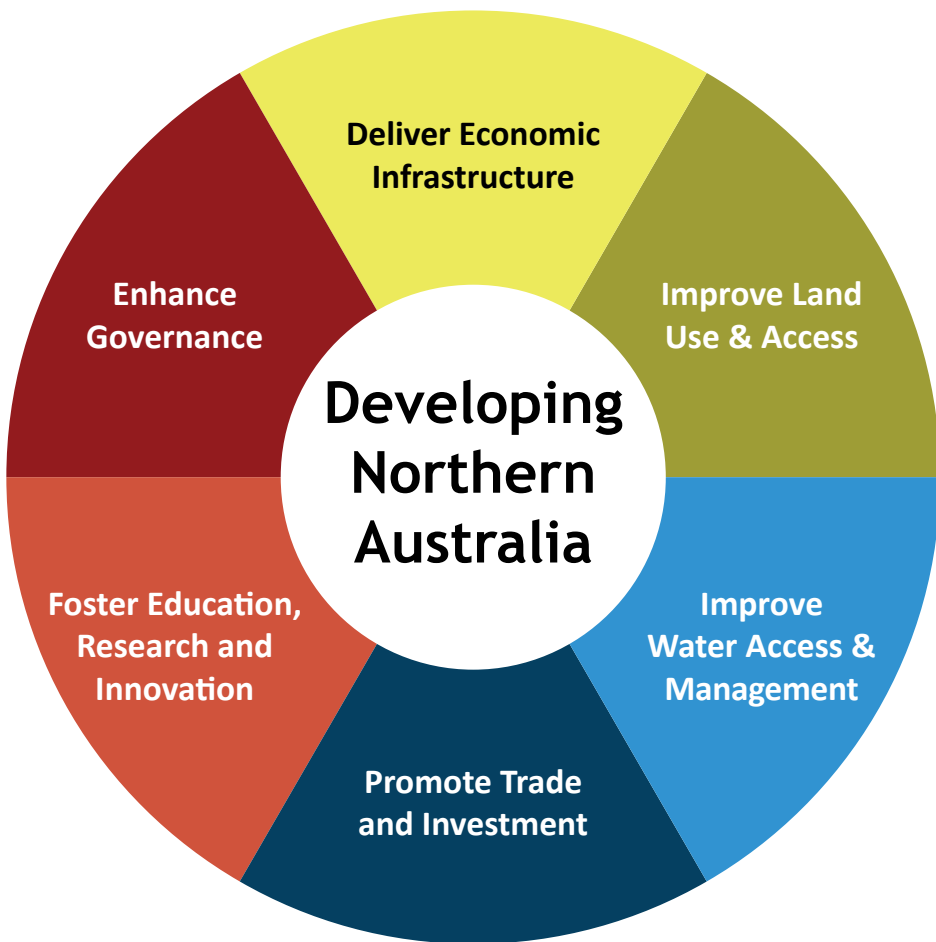 Deliver Economic
Infrastructure
Improve Land
Use & Access
Improve
Water Access &
Management
Promote Trade
and Investment
Foster Education,
Research and
Innovation
Enhance
Governance
Developing
Northern
Australia